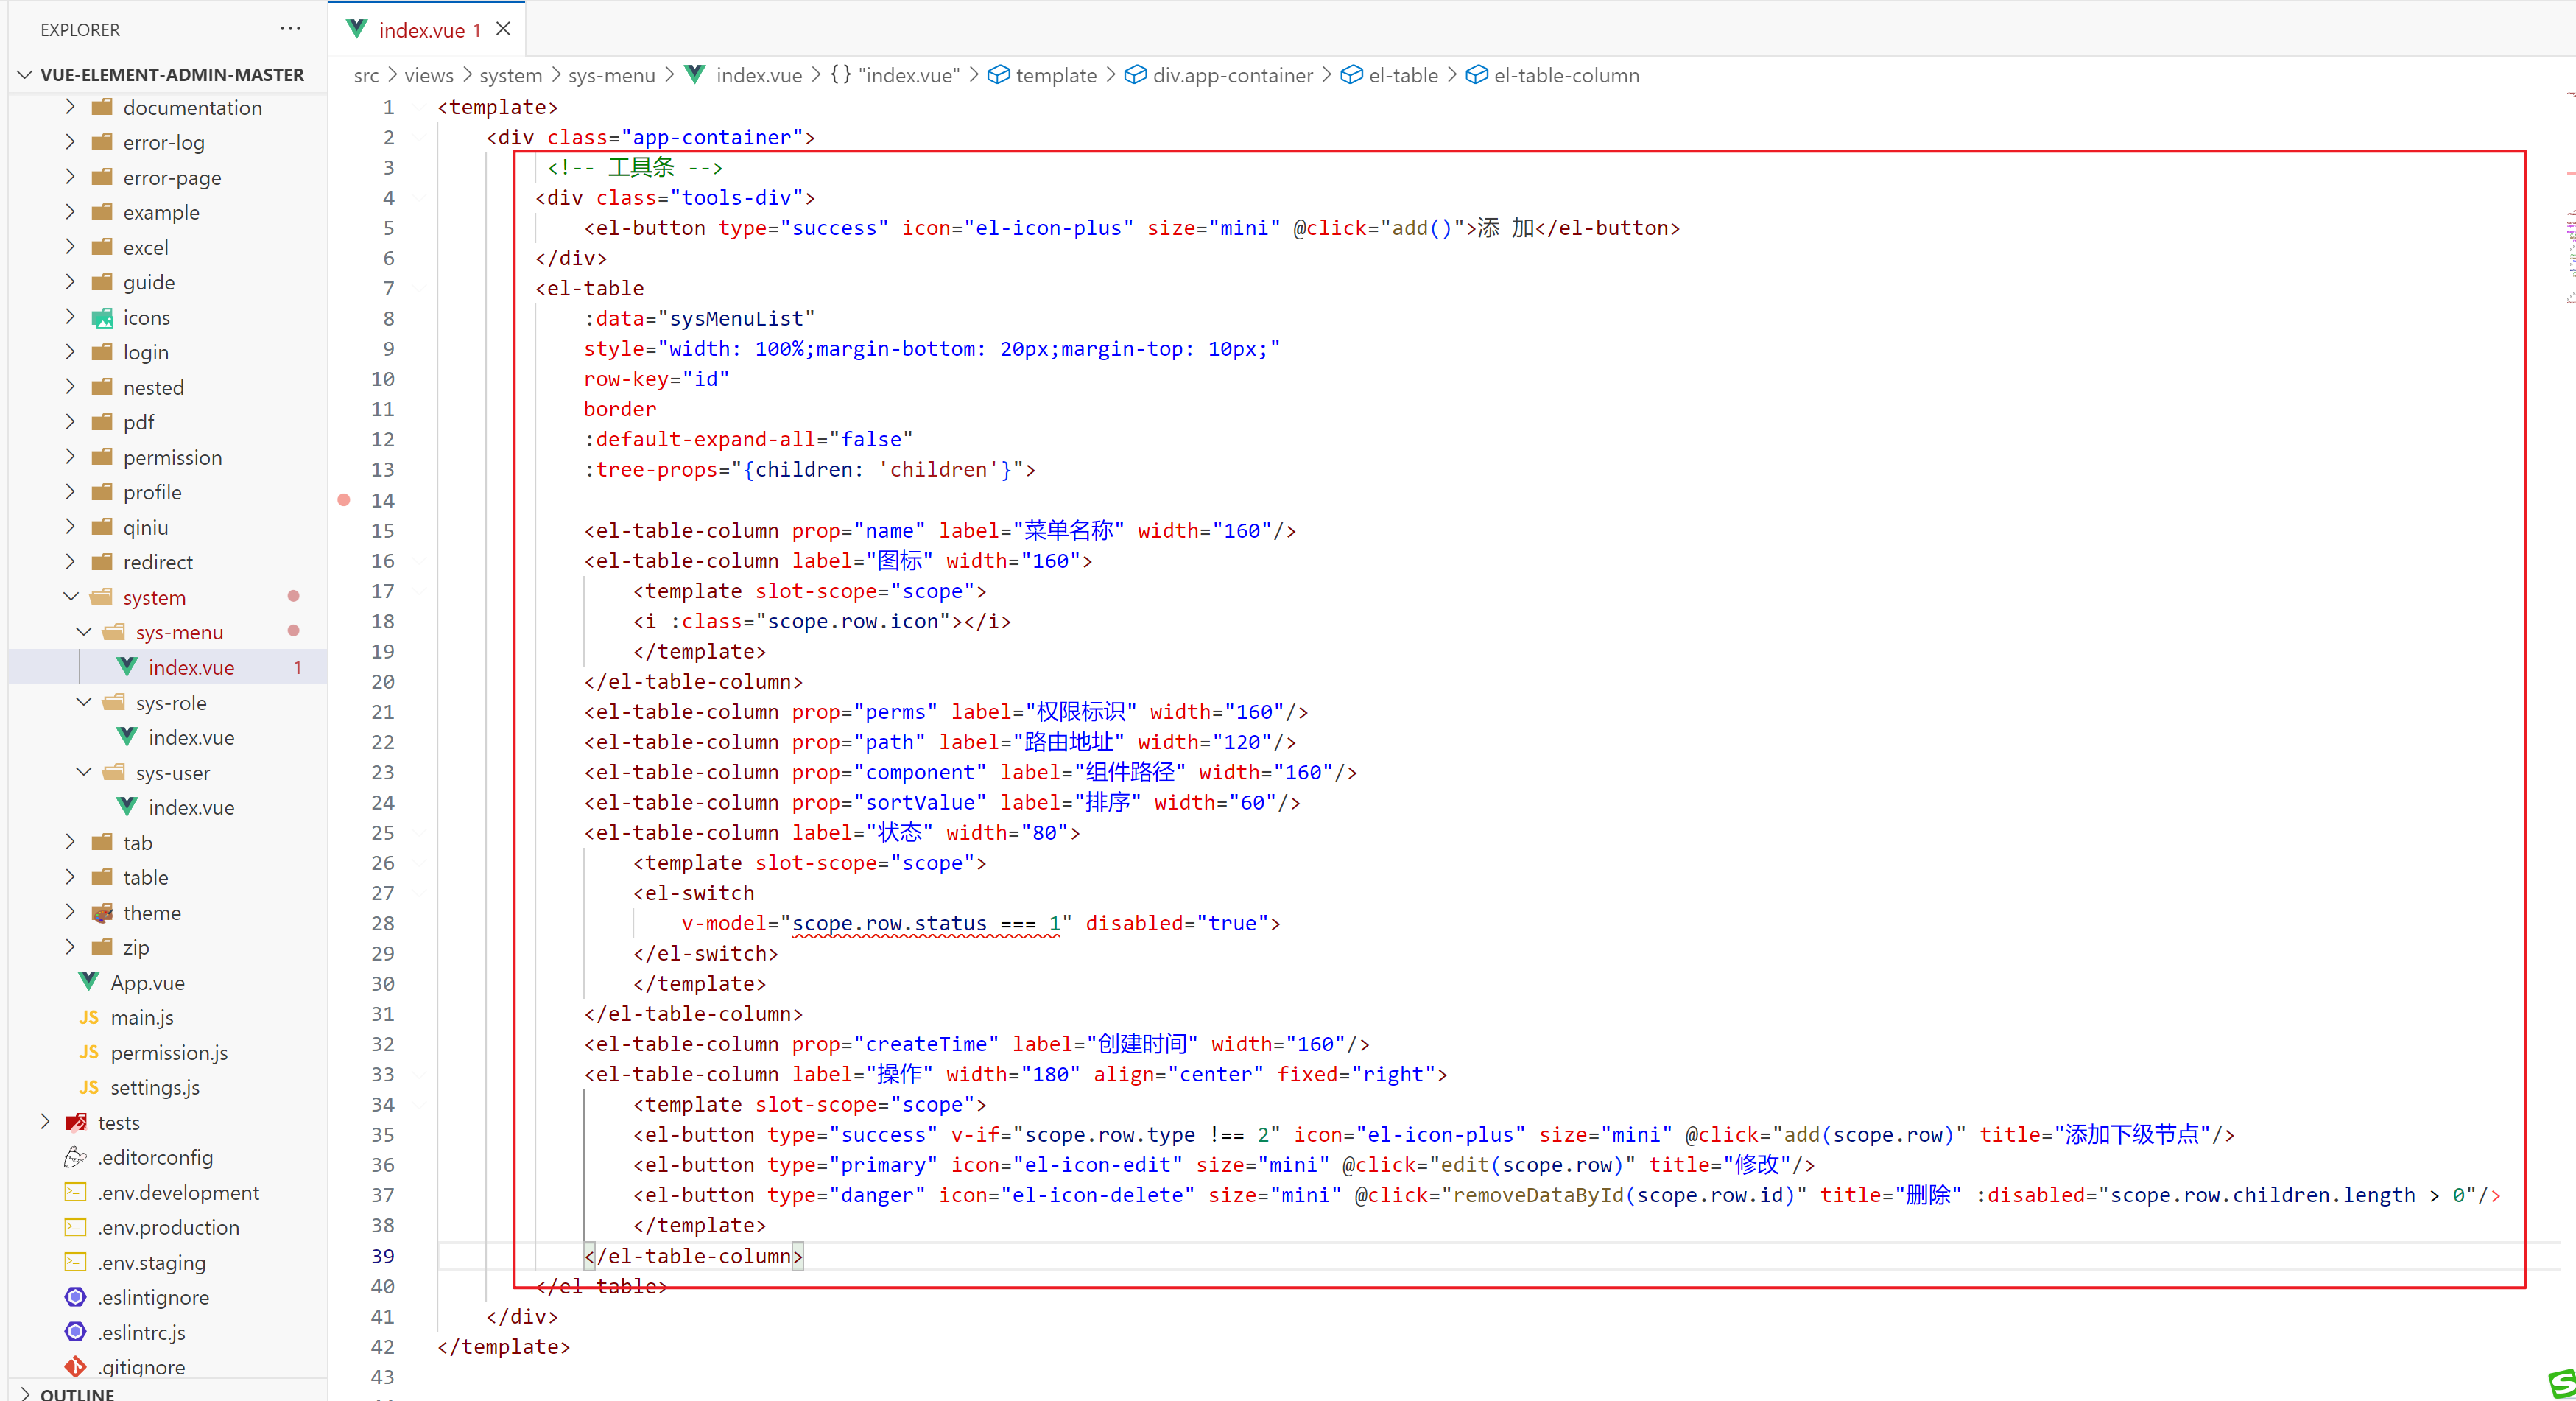 EXPLORER
VUE-ELEMENT-ADMIN-MASTER
documentation
error-log
error-page
example
excel
guide
icons
login
nested
pdf
permission
profile
qiniu
redirect
system
sys-menu
index.vue 1
sys-role
index.vue
sys-user
index.vue
tab
table
theme
zip
App.vue
main.js
permission.js
settings.js
tests
.editorconfig
.env.development
.env.production
.env.staging
.eslintignore
.eslintrc.js
.gitignore
OUTLINE
index.vue 1
src > views > system > sys-menu > index.vue > {} "index.vue" > template > div.app-container > el-table > el-table-column
1 <template>
2 <div class="app-container">
3 <!-- 工具条 -->
4 <div class="tools-div">
5 <el-button type="success" icon="el-icon-plus" size="mini" @click="add()">添 加</el-button>
6 </div>
7 <el-table
8 :data="sysMenuList"
9 style="width: 100%;margin-bottom: 20px;margin-top: 10px;"
10 row-key="id"
11 border
12 :default-expand-all="false"
13 :tree-props="{children: 'children'}">
14
15 <el-table-column prop="name" label="菜单名称" width="160"/>
16 <el-table-column label="图标" width="160">
17 <template slot-scope="scope">
18 <i :class="scope.row.icon"></i>
19 </template>
20 </el-table-column>
21 <el-table-column prop="perms" label="权限标识" width="160"/>
22 <el-table-column prop="path" label="路由地址" width="120"/>
23 <el-table-column prop="component" label="组件路径" width="160"/>
24 <el-table-column prop="sortValue" label="排序" width="60"/>
25 <el-table-column label="状态" width="80">
26 <template slot-scope="scope">
27 <el-switch
28 v-model="scope.row.status === 1" disabled="true">
29 </el-switch>
30 </template>
31 </el-table-column>
32 <el-table-column prop="createTime" label="创建时间" width="160"/>
33 <el-table-column label="操作" width="180" align="center" fixed="right">
34 <template slot-scope="scope">
35 <el-button type="success" v-if="scope.row.type !== 2" icon="el-icon-plus" size="mini" @click="add(scope.row)" title="添加下级节点"/>
36 <el-button type="primary" icon="el-icon-edit" size="mini" @click="edit(scope.row)" title="修改"/>
37 <el-button type="danger" icon="el-icon-delete" size="mini" @click="removeDataById(scope.row.id)" title="删除" :disabled="scope.row.children.length > 0"/>
38 </template>
39 </el-table-column>
40 </el-table>
41 </div>
42 </template>
43